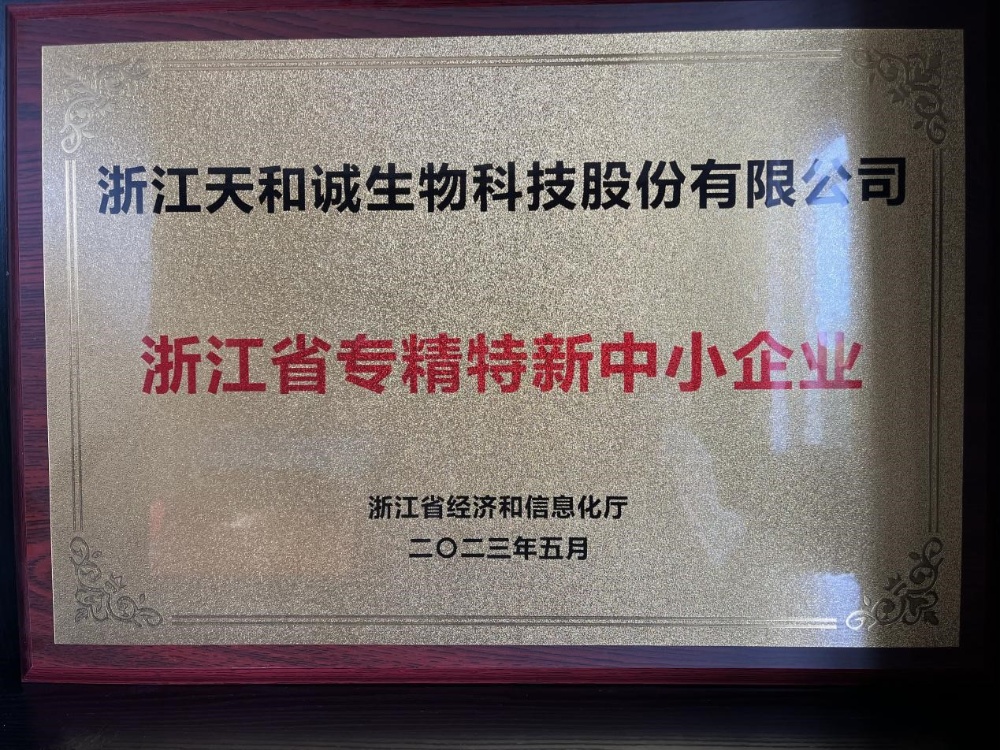 浙江天和诚生物科技股份有限公司
浙江省专精特新中小企业
浙江省经济和信息化厅
二〇二三年五月